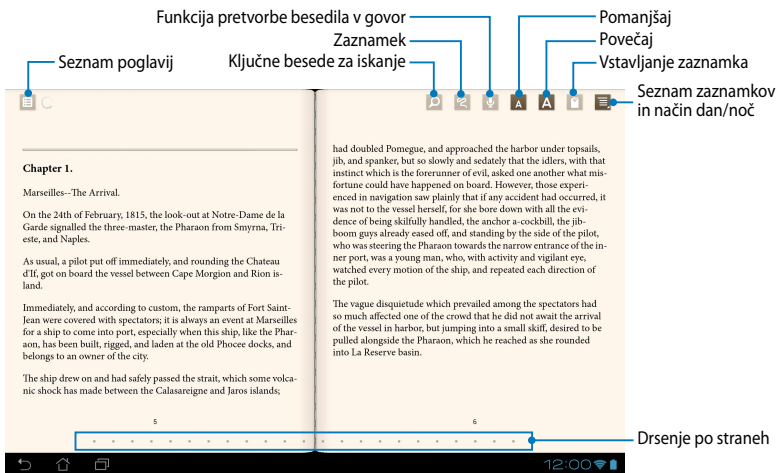 Funkcija pretvorbe besedila v govor
Zaznamek
Ključne besede za iskanje
Seznam poglavij
Pomanjšaj
Povečaj
Vstavljanje zaznamka
Seznam zaznamkov
in način dan/noč
A
A
Chapter 1.
Marseilles--The Arrival.
On the 24th of February, 1815, the look-out at Notre-Dame de la
Garde signalled the three-master, the Pharaon from Smyrna, Tri-
este, and Naples.
As usual, a pilot put off immediately, and rounding the Chateau
d'If, got on board the vessel between Cape Morgion and Rion is-
land.
Immediately, and according to custom, the ramparts of Fort Saint-
Jean were covered with spectators; it is always an event at Marseilles
for a ship to come into port, especially when this ship, like the Phar-
aon, has been built, rigged, and laden at the old Phocee docks, and
belongs to an owner of the city.
The ship drew on and had safely passed the strait, which some volca-
nic shock has made between the Calasareigne and Jaros islands;
5
had doubled Pomegue, and approached the harbor under topsails,
jib, and spanker, but so slowly and sedately that the idlers, with that
instinct which is the forerunner of evil, asked one another what mis-
fortune could have happened on board. However, those experi-
enced in navigation saw plainly that if any accident had occurred, it
was not to the vessel herself, for she bore down with all the evi-
dence of being skilfully handled, the anchor a-cockbill, the jib-
boom guys already eased off, and standing by the side of the pilot,
who was steering the Pharaon towards the narrow entrance of the in-
ner port, was a young man, who, with activity and vigilant eye,
watched every motion of the ship, and repeated each direction of
the pilot.
The vague disquietude which prevailed among the spectators had
so much affected one of the crowd that he did not await the arrival
of the vessel in harbor, but jumping into a small skiff, desired to be
pulled alongside the Pharaon, which he reached as she rounded
into La Reserve basin.
6
Drsenje po straneh
12:00